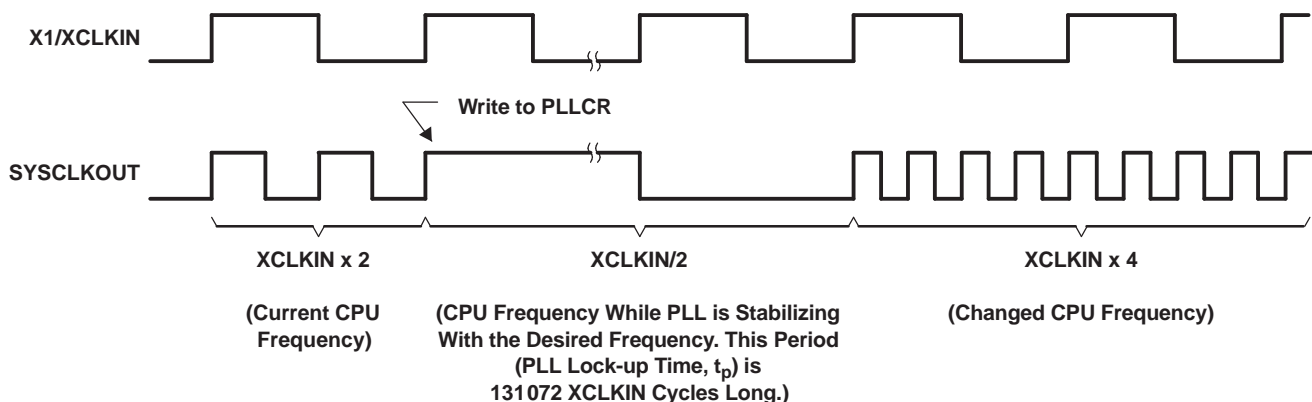 X1/XCLKIN
Write to PLLCR
SYSCLKOUT
XCLKIN x 2
XCLKIN/2
XCLKIN x 4
(Current CPU
Frequency)
(CPU Frequency While PLL is Stabilizing
With the Desired Frequency. This Period
(PLL Lock-up Time, tp) is
131072 XCLKIN Cycles Long.)
(Changed CPU Frequency)